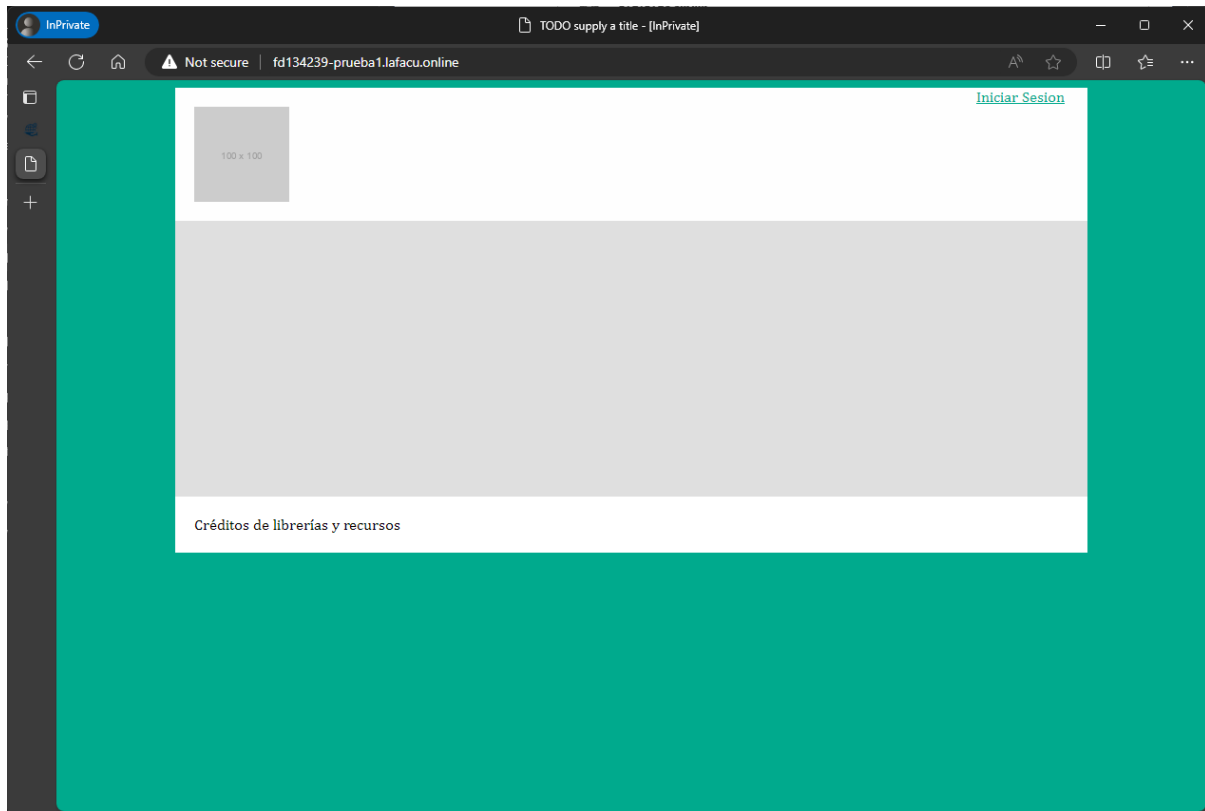 InPrivate
TODO supply a title - [InPrivate]
Not secure
fd134239-prueba1.lafacu.online
Iniciar Sesion
100 x 100
Créditos de librerías y recursos